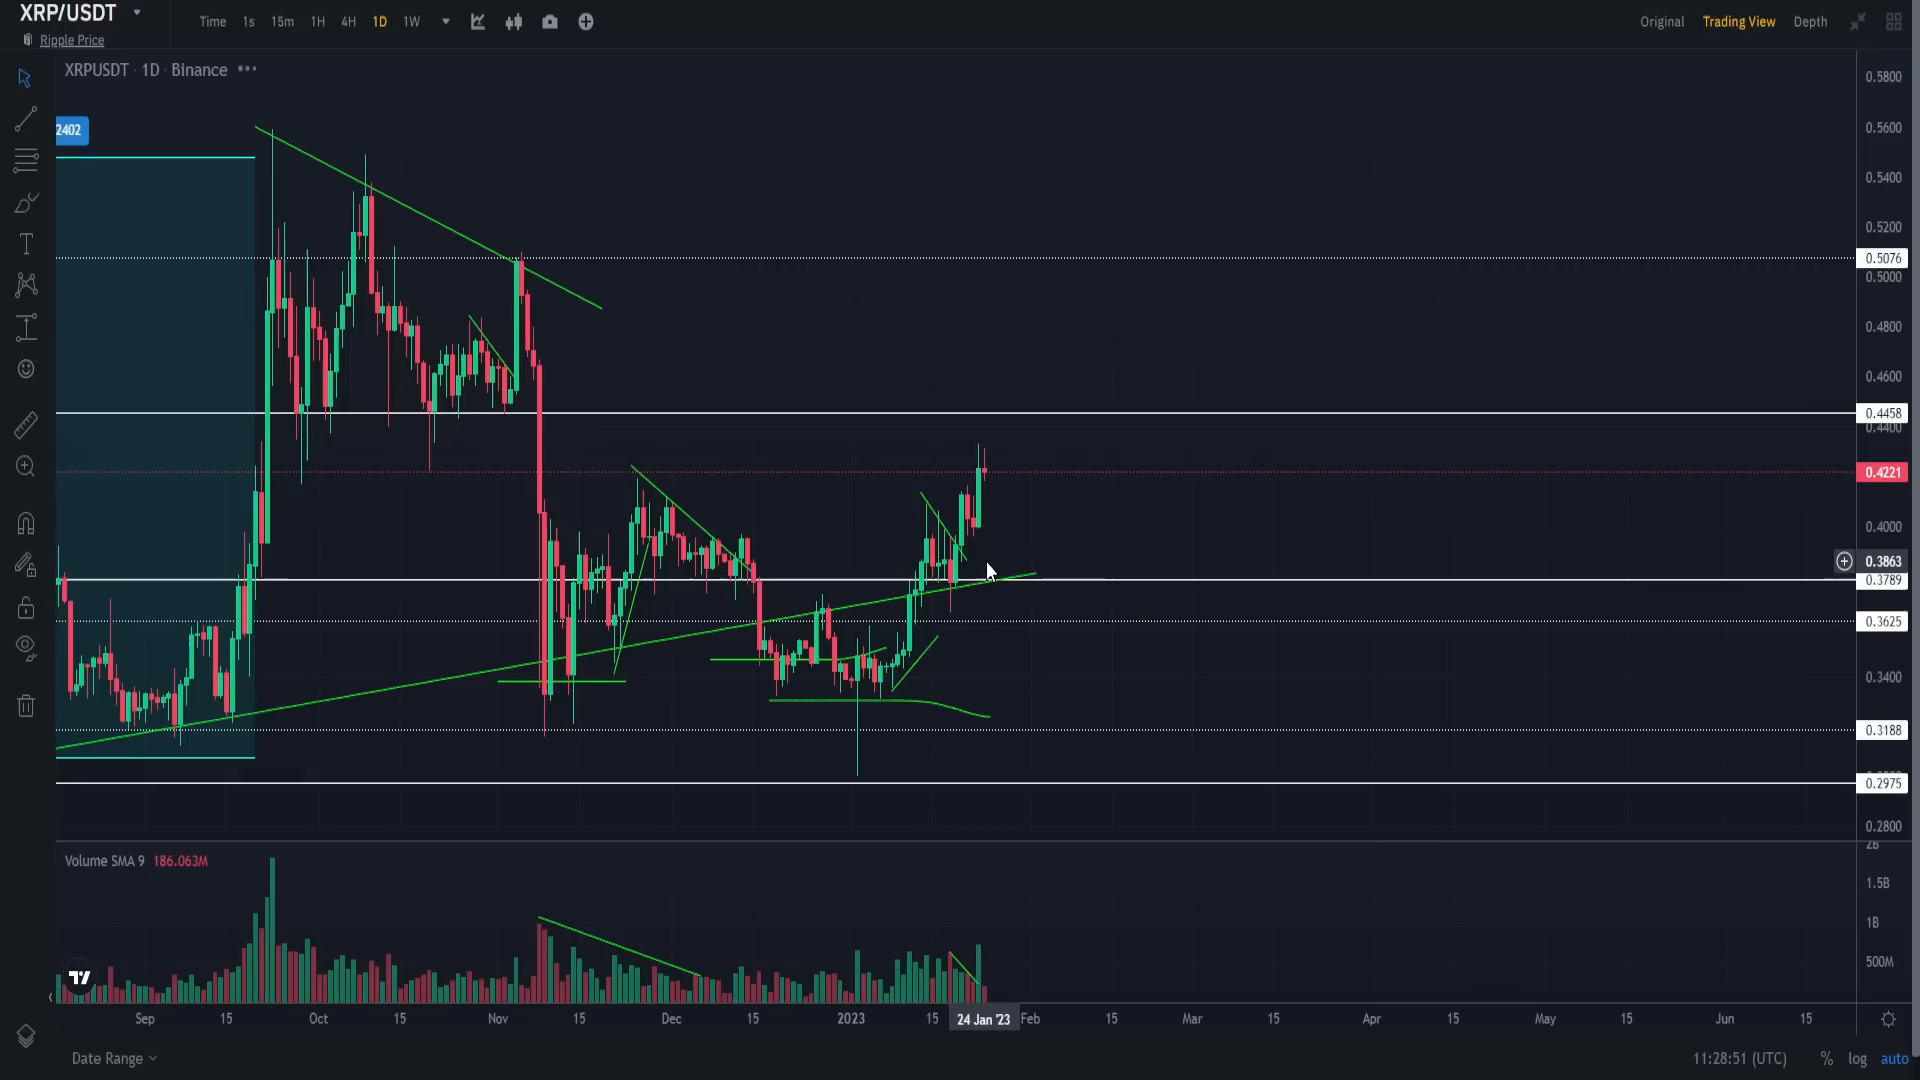 XRP/USDT
Ripple Price
Time 1s 15m 1H 4H 1D 1W
Original Trading View Depth
XRPUSDT · 1D · Binance
2402
0.5800
0.5600
0.5400
0.5200
0.5076
0.5000
0.4800
0.4600
0.4458
0.4400
0.4221
0.4000
0.3863
0.3789
0.3625
0.3400
0.3188
0.2975
0.2800
Volume SMA 9 186.063M
2B
1.5B
1B
500M
Sep 15 Oct 15 Nov 15 Dec 15 2023 15 24 Jan '23 Feb 15 Mar 15 Apr 15 May 15 Jun 15
Date Range
11:28:51 (UTC) % log auto